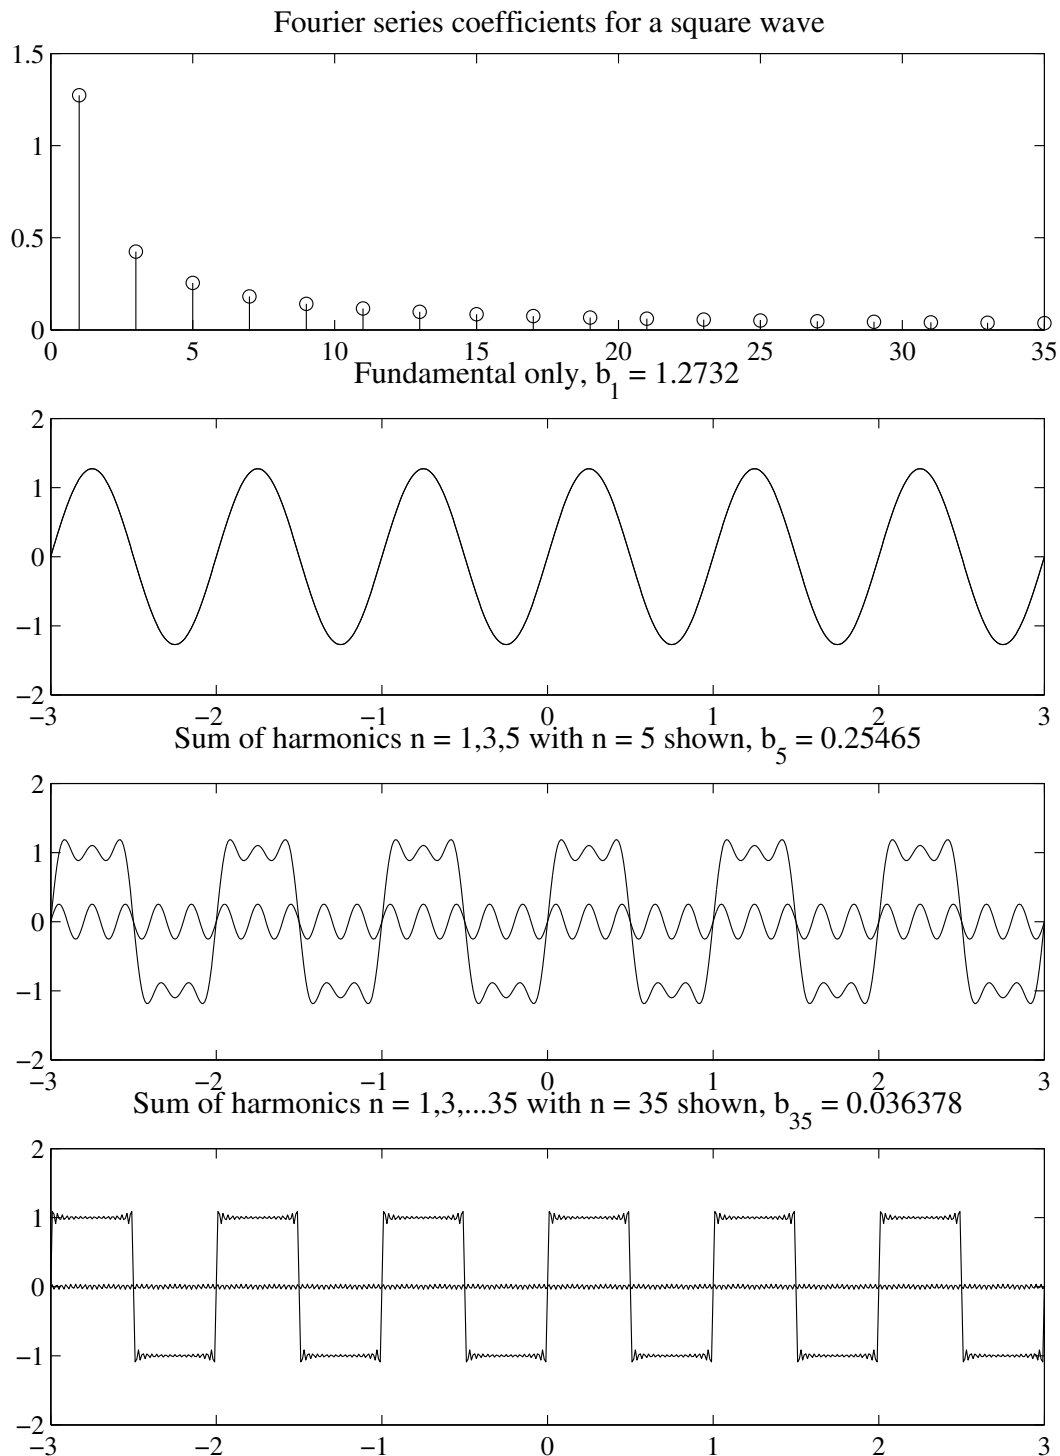 Fourier series coefficients for a square wave
1.5
1
0.5
0
0 5 10 15 20 25 30 35
Fundamental only, b_1 = 1.2732
2
1
0
−1
−2
−3 −2 −1 0 1 2 3
Sum of harmonics n = 1,3,5 with n = 5 shown, b_5 = 0.25465
2
1
0
−1
−2
−3 −2 −1 0 1 2 3
Sum of harmonics n = 1,3,...35 with n = 35 shown, b_35 = 0.036378
2
1
0
−1
−2
−3 −2 −1 0 1 2 3